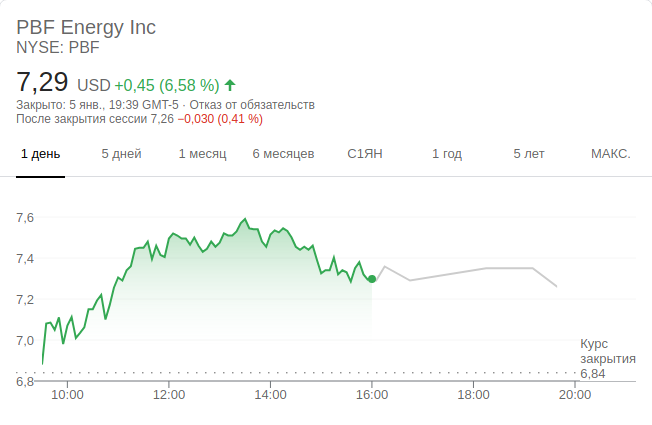 PBF Energy Inc
NYSE: PBF
7,29 USD +0,45 (6,58 %)
Закрыто: 5 янв., 19:39 GMT-5 · Отказ от обязательств
После закрытия сессии 7,26 −0,030 (0,41 %)
1 день 5 дней 1 месяц 6 месяцев С1ЯН 1 год 5 лет МАКС.
7,6
7,4
7,2
7,0
Курс
закрытия
6,84
6,8
10:00 12:00 14:00 16:00 18:00 20:00